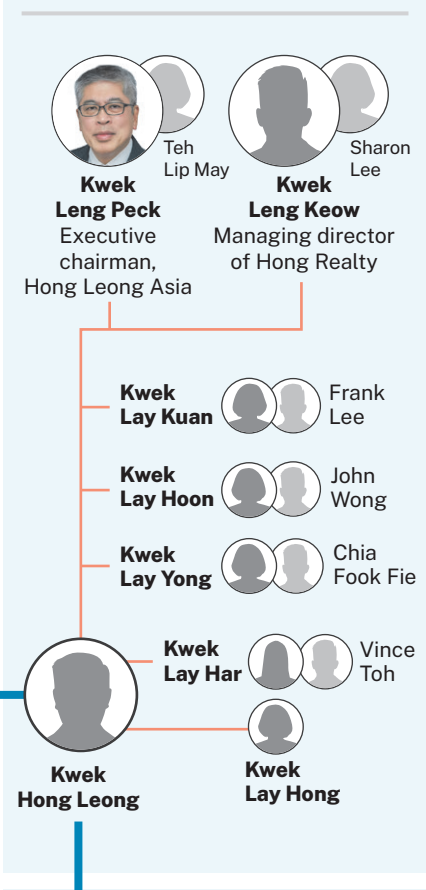 Teh
Lip May
Kwek
Leng Peck
Executive
chairman,
Hong Leong Asia
Sharon
Lee
Kwek
Leng Keow
Managing director
of Hong Realty
Kwek
Lay Kuan
Frank
Lee
Kwek
Lay Hoon
John
Wong
Kwek
Lay Yong
Chia
Fook Fie
Kwek
Lay Har
Vince
Toh
Kwek
Hong Leong
Kwek
Lay Hong